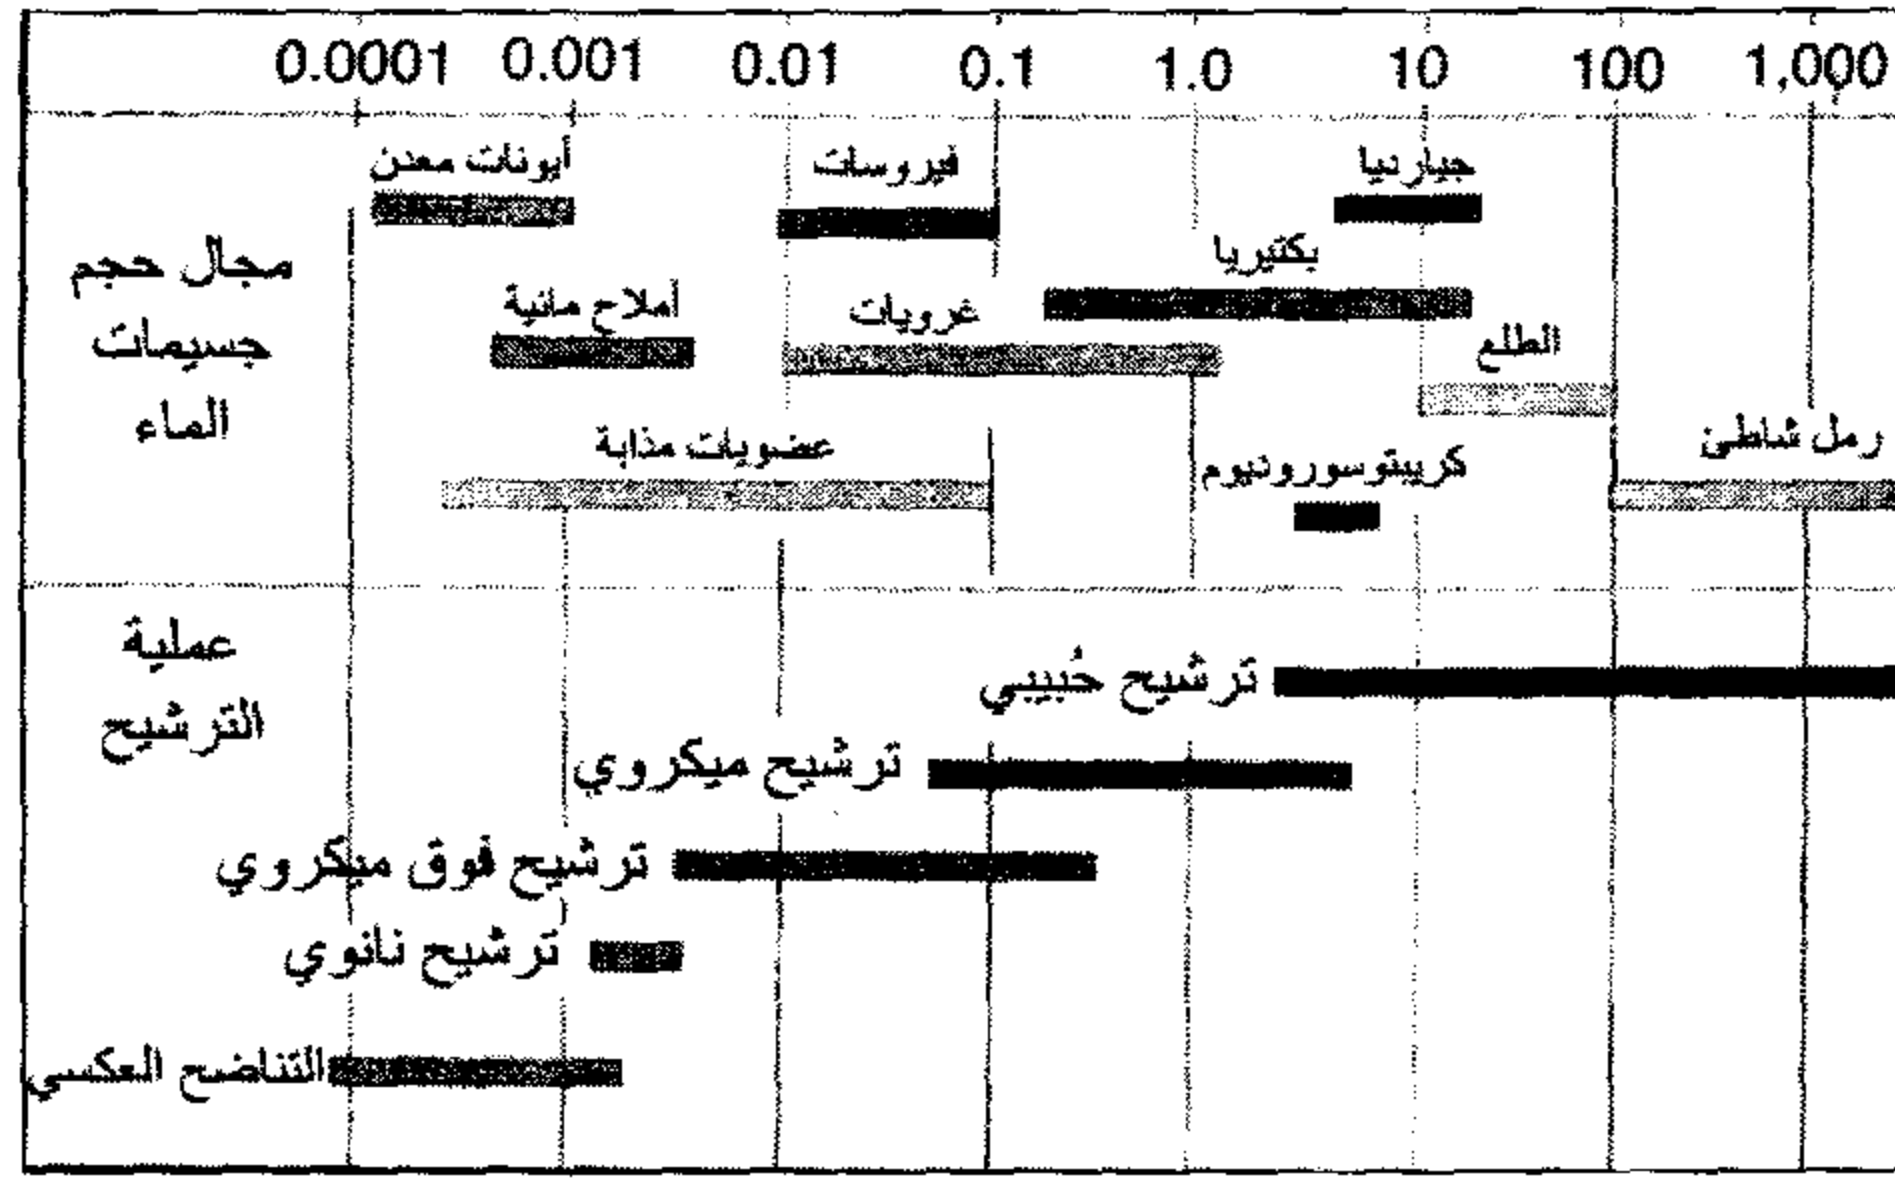 0.0001 0.001 0.01 0.1 1.0 10 100 1,000
أيونات معدن
فيروسات
جيارديا
بكتيريا
مجال حجم
جسيمات
الماء
أملاح مائية
غرويات
الطلع
عضويات مذابة
كريبتوسوروديوم
رمل شاطئ
عملية
الترشيح
ترشيح حُبيبي
ترشيح ميكروي
ترشيح فوق ميكروي
ترشيح نانوي
التناضح العكسي